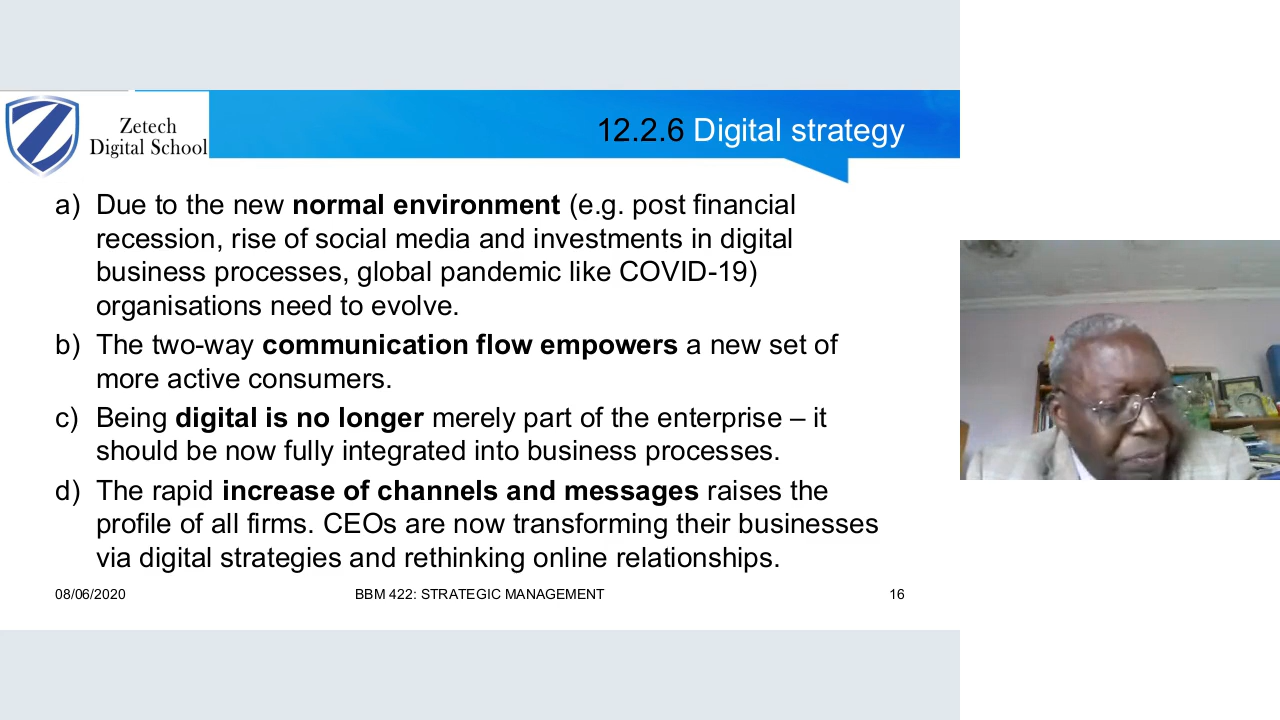 Zetech
Digital School
12.2.6 Digital strategy
a) Due to the new normal environment (e.g. post financial
recession, rise of social media and investments in digital
business processes, global pandemic like COVID-19)
organisations need to evolve.
b) The two-way communication flow empowers a new set of
more active consumers.
c) Being digital is no longer merely part of the enterprise – it
should be now fully integrated into business processes.
d) The rapid increase of channels and messages raises the
profile of all firms. CEOs are now transforming their businesses
via digital strategies and rethinking online relationships.
08/06/2020 BBM 422: STRATEGIC MANAGEMENT 16